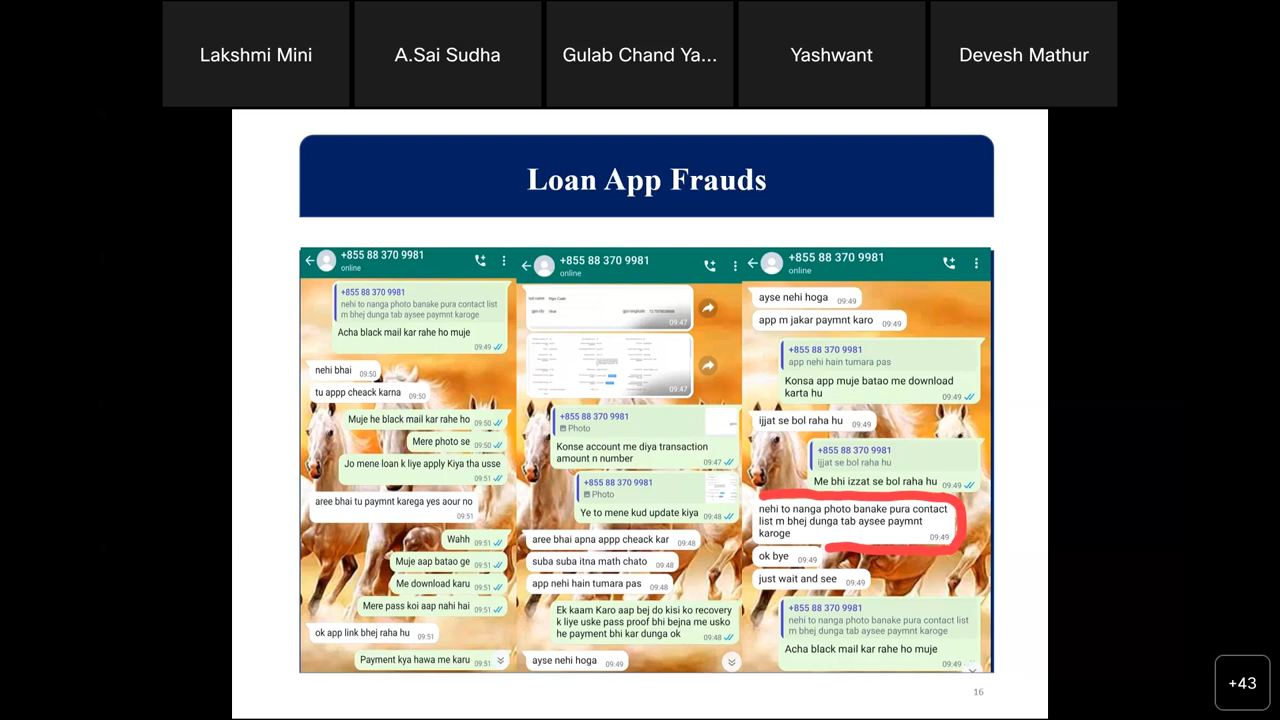 Lakshmi Mini
A.Sai Sudha
Gulab Chand Ya...
Yashwant
Devesh Mathur
Loan App Frauds
+855 88 370 9981
online
+855 88 370 9981
nehi to nanga photo banake pura contact list
m bhej dunga tab aysee paymnt karoge
Acha black mail kar rahe ho muje
09:49
nehi bhai
09:50
tu appp cheack karna
09:50
Muje he black mail kar rahe ho
09:50
Mere photo se
09:50
Jo mene loan k liye apply Kiya tha usse
09:51
aree bhai tu paymnt karega yes aour no
09:51
Wahh
09:51
Muje aap batao ge
09:51
Me download karu
09:51
Mere pass koi aap nahi hai
09:51
ok app link bhej raha hu
09:51
Payment kya hawa me karu
09:51
+855 88 370 9981
online
09:47
09:47
+855 88 370 9981
Photo
Konse account me diya transaction
amount n number
09:47
+855 88 370 9981
Photo
Ye to mene kud update kiya
09:48
aree bhai apna appp cheack kar
09:48
suba suba itna math chato
09:48
app nehi hain tumara pas
09:48
Ek kaam Karo aap bej do kisi ko recovery
k liye uske pass proof bhi bejna me usko
he payment bhi kar dunga ok
09:48
ayse nehi hoga
09:49
+855 88 370 9981
online
ayse nehi hoga
09:49
app m jakar paymnt karo
09:49
+855 88 370 9981
app nehi hain tumara pas
Konsa app muje batao me download
karta hu
09:49
ijjat se bol raha hu
09:49
+855 88 370 9981
ijjat se bol raha hu
Me bhi izzat se bol raha hu
09:49
nehi to nanga photo banake pura contact
list m bhej dunga tab aysee paymnt
karoge
09:49
ok bye
09:49
just wait and see
09:49
+855 88 370 9981
nehi to nanga photo banake pura contact list
m bhej dunga tab aysee paymnt karoge
Acha black mail kar rahe ho muje
09:49
16
+43